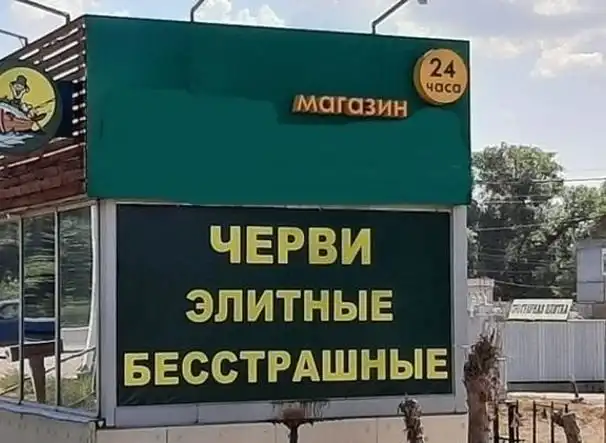 магазин
24
часа
ЧЕРВИ
ЭЛИТНЫЕ
БЕССТРАШНЫЕ